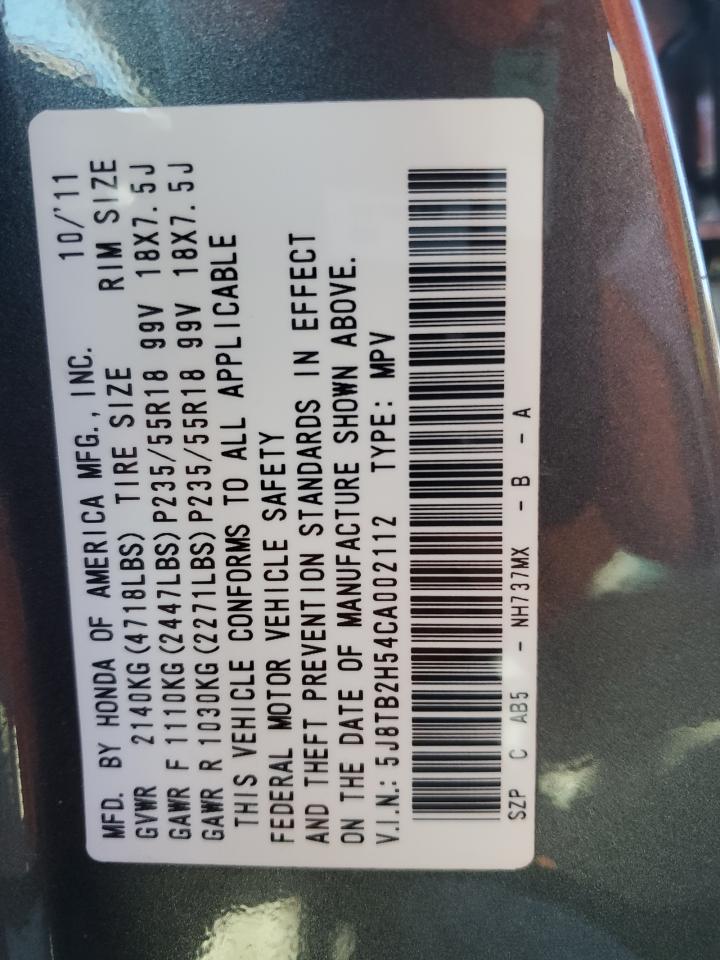 MFD. BY HONDA OF AMERICA MFG., INC. 10/'11
GVWR 2140KG(4718LBS) TIRE SIZE RIM SIZE
GAWR F 1110KG(2447LBS)P235/55R18 99V 18X7.5J
GAWR R 1030KG(2271LBS)P235/55R18 99V 18X7.5J
THIS VEHICLE CONFORMS TO ALL APPLICABLE
FEDERAL MOTOR VEHICLE SAFETY
AND THEFT PREVENTION STANDARDS IN EFFECT
ON THE DATE OF MANUFACTURE SHOWN ABOVE.
V.I.N.: 5J8TB2H54CA002112 TYPE: MPV
SZP C AB5 - NH737MX - B - A